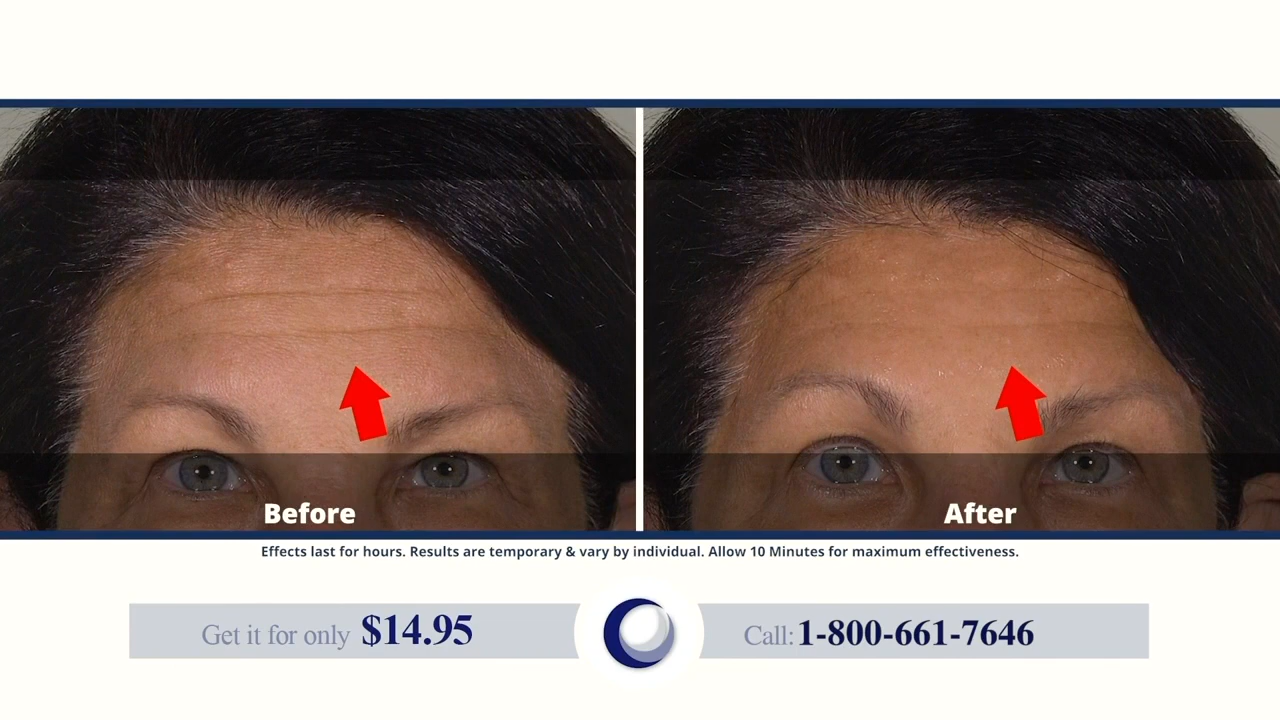 Before
After
Effects last for hours. Results are temporary & vary by individual. Allow 10 Minutes for maximum effectiveness.
Get it for only $14.95
Call: 1-800-661-7646